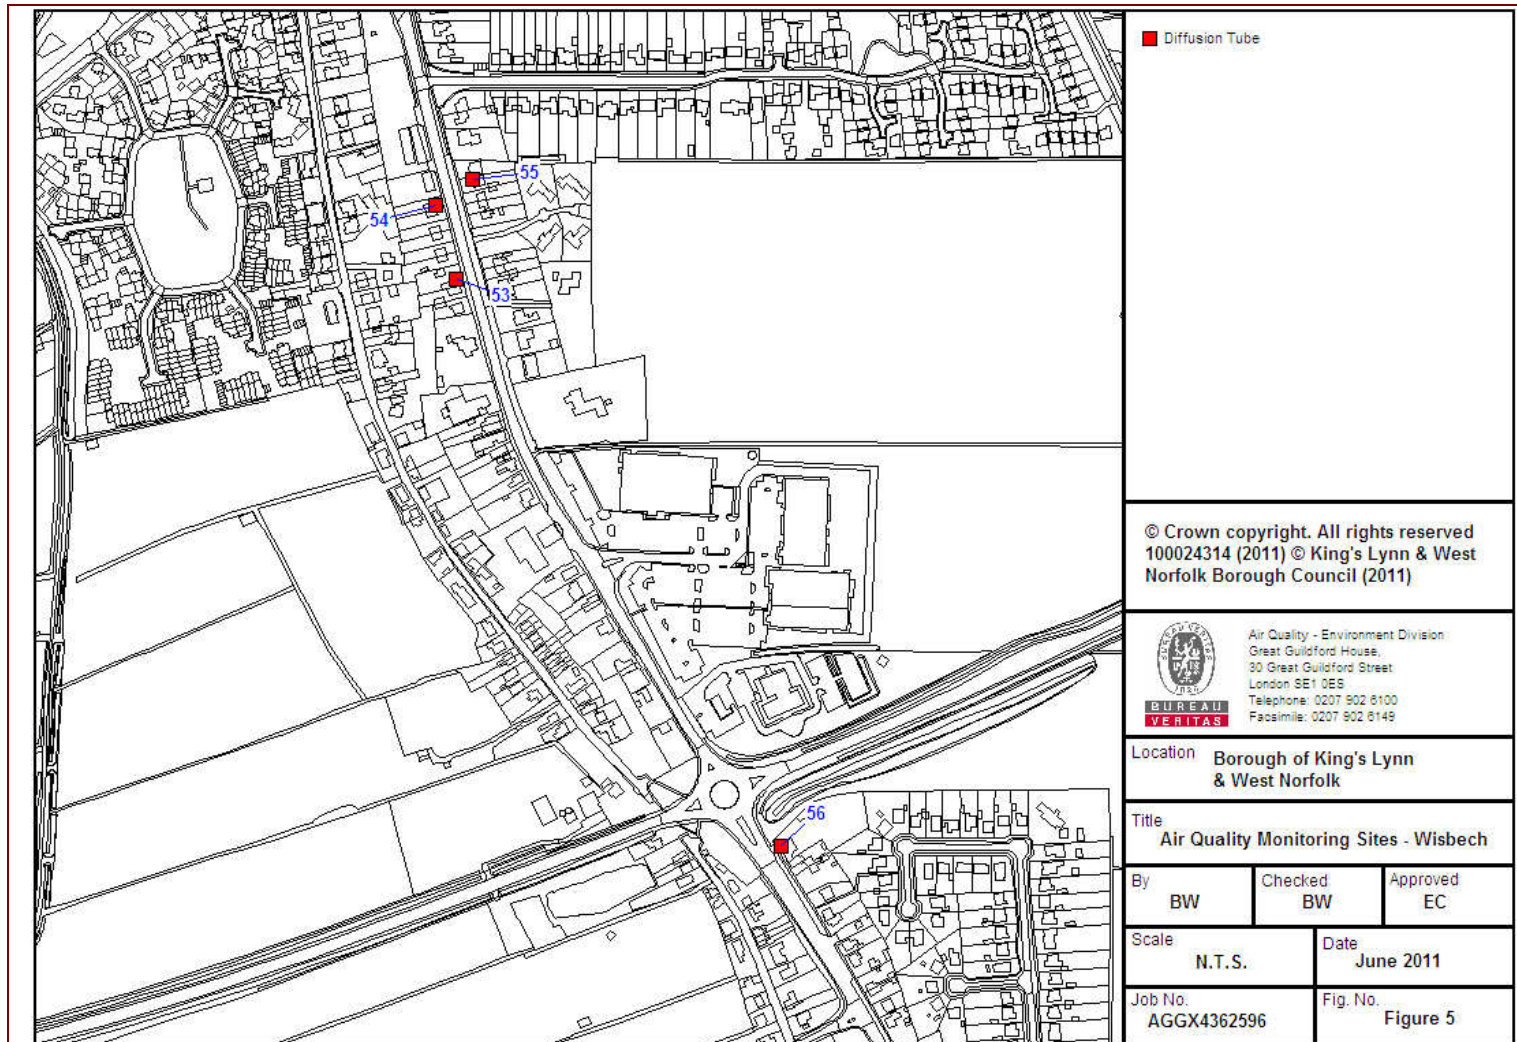 55
54
53
56
Diffusion Tube
© Crown copyright. All rights reserved
100024314 (2011) © King's Lynn & West
Norfolk Borough Council (2011)
BUREAU
VERITAS
Air Quality - Environment Division
Great Guildford House,
30 Great Guildford Street
London SE1 0ES
Telephone: 0207 902 6100
Facsimile: 0207 902 6149
Location Borough of King's Lynn
& West Norfolk
Title
Air Quality Monitoring Sites - Wisbech
By
BW
Checked
BW
Approved
EC
Scale
N.T.S.
Date
June 2011
Job No.
AGGX4362596
Fig. No.
Figure 5